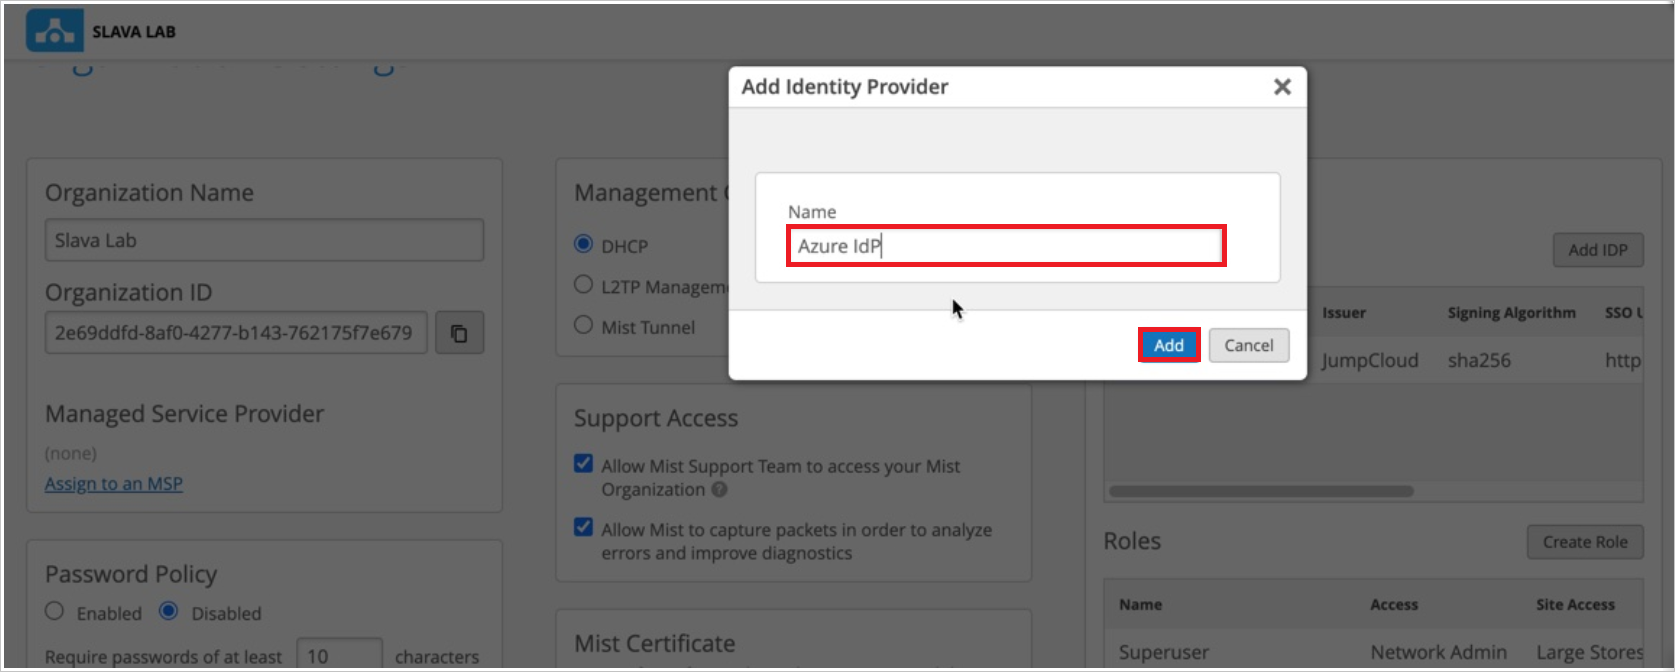 SLAVA LAB
Add Identity Provider
Name
Azure IdP
Add
Cancel
Organization Name
Slava Lab
Organization ID
2e69ddfd-8af0-4277-b143-762175f7e679
Managed Service Provider
(none)
Assign to an MSP
Password Policy
Enabled
Disabled
Require passwords of at least 10 characters
Management
DHCP
L2TP Manageme
Mist Tunnel
Support Access
Allow Mist Support Team to access your Mist
Organization ?
Allow Mist to capture packets in order to analyze
errors and improve diagnostics
Mist Certificate
Add IDP
Issuer Signing Algorithm SSO U
JumpCloud sha256 http
Roles
Create Role
Name Access Site Access
Superuser Network Admin Large Stores